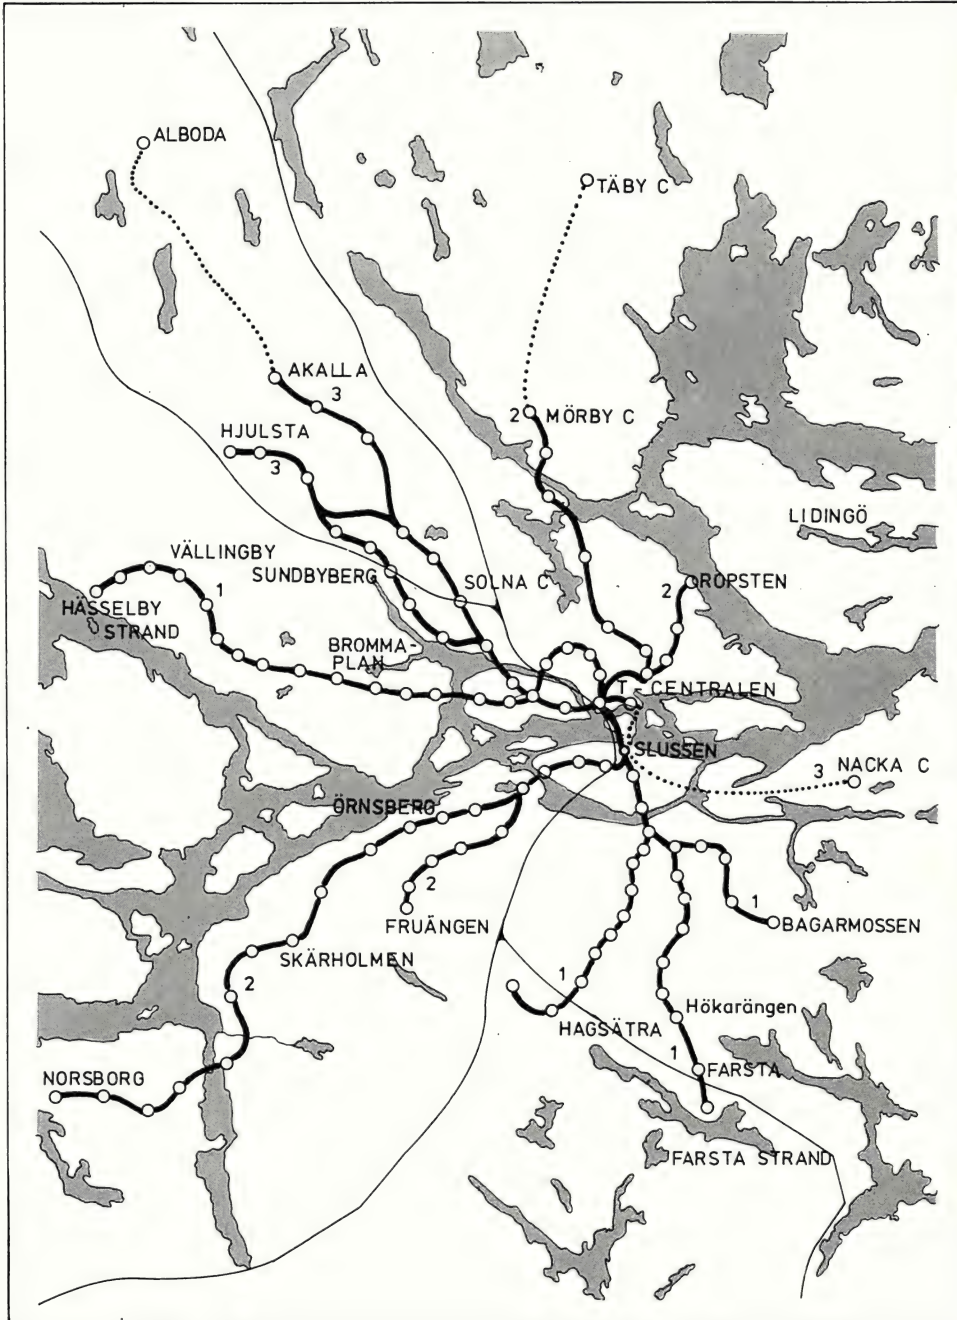 ALBODA
TÄBY C
AKALLA
3
2 MÖRBY C
HJULSTA
3
LIDINGÖ
VÄLLINGBY
SUNDBYBERG
SOLNA C
2
ROPSTEN
1
HÄSSELBY
STRAND
BROMMA-
PLAN
T-CENTRALEN
SLUSSEN
3
NACKA C
ÖRNSBERG
2
FRUÄNGEN
1
BAGARMOSSEN
SKÄRHOLMEN
2
1
Hökarängen
HAGSÄTRA
1
FARSTA
NORSBORG
FARSTA STRAND